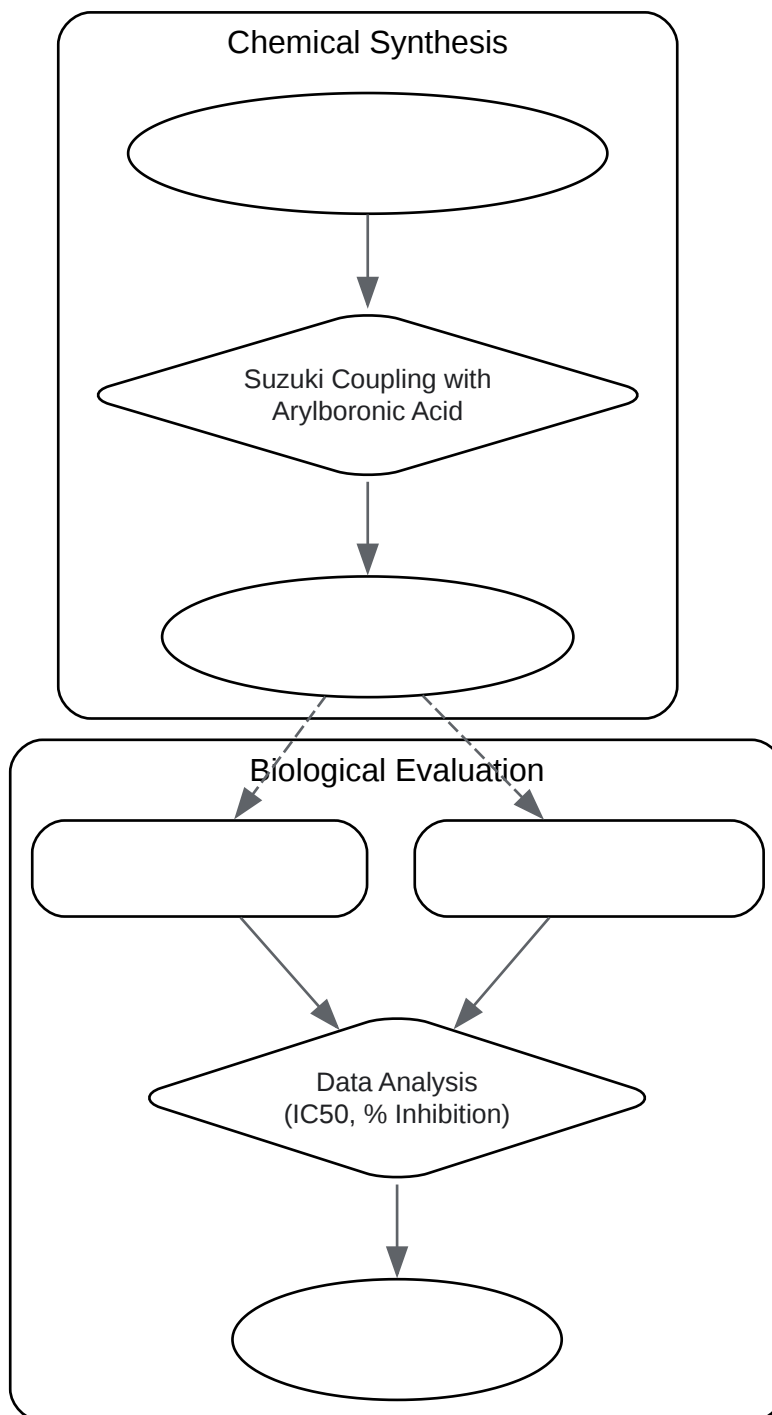 Chemical Synthesis
Suzuki Coupling with
Arylboronic Acid
Biological Evaluation
Data Analysis
(IC50, % Inhibition)